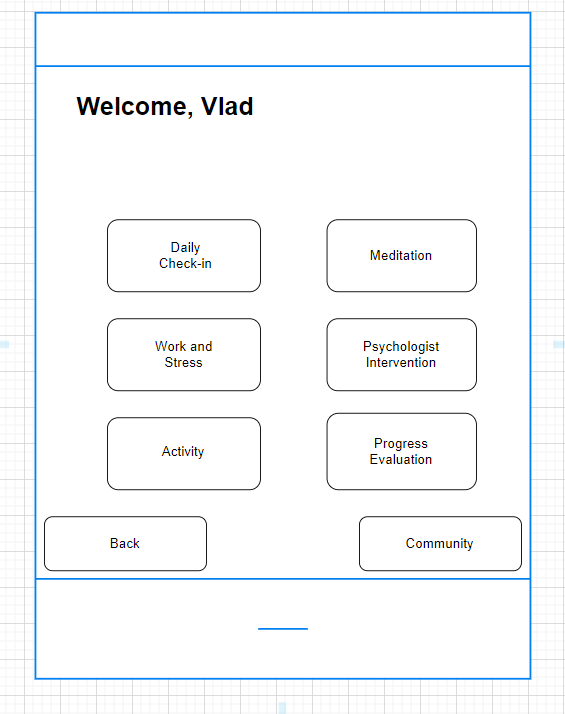 Welcome, Vlad
Daily
Check-in
Meditation
Work and
Stress
Psychologist
Intervention
Activity
Progress
Evaluation
Back
Community